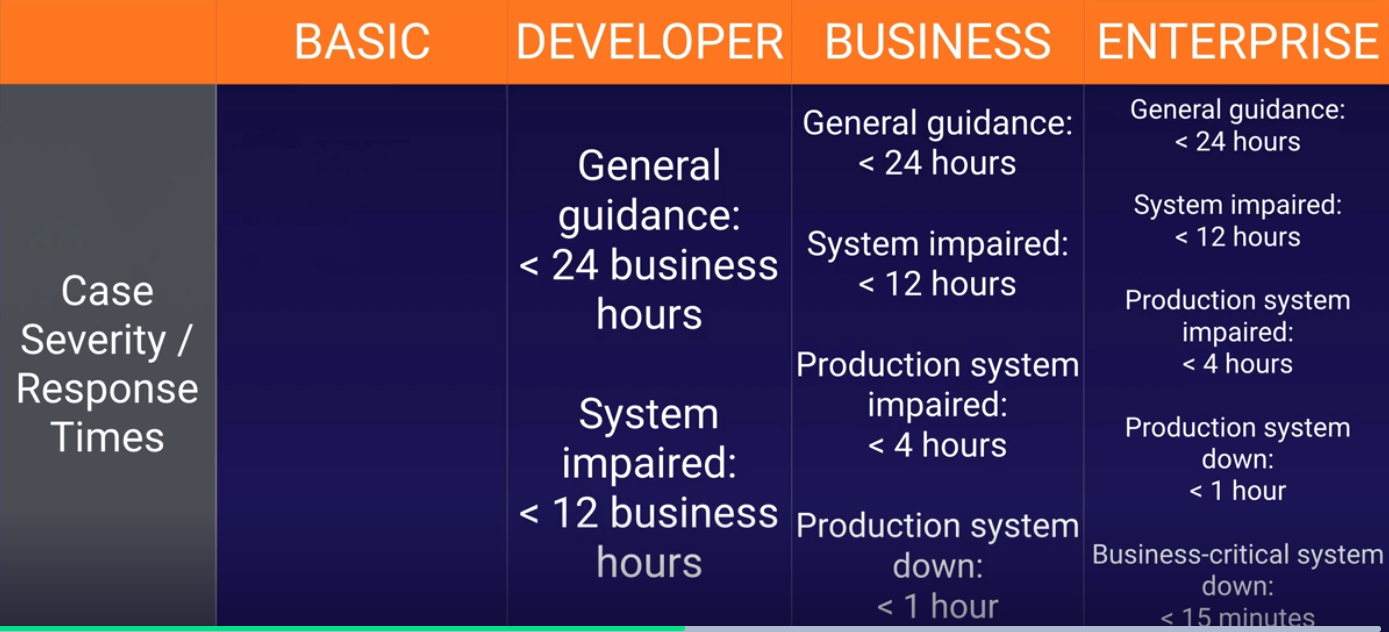 BASIC
DEVELOPER
BUSINESS
ENTERPRISE
Case
Severity /
Response
Times
General
guidance:
< 24 business
hours
System
impaired:
< 12 business
hours
General guidance:
< 24 hours
System impaired:
< 12 hours
Production system
impaired:
< 4 hours
Production system
down:
< 1 hour
General guidance:
< 24 hours
System impaired:
< 12 hours
Production system
impaired:
< 4 hours
Production system
down:
< 1 hour
Business-critical system
down:
< 15 minutes